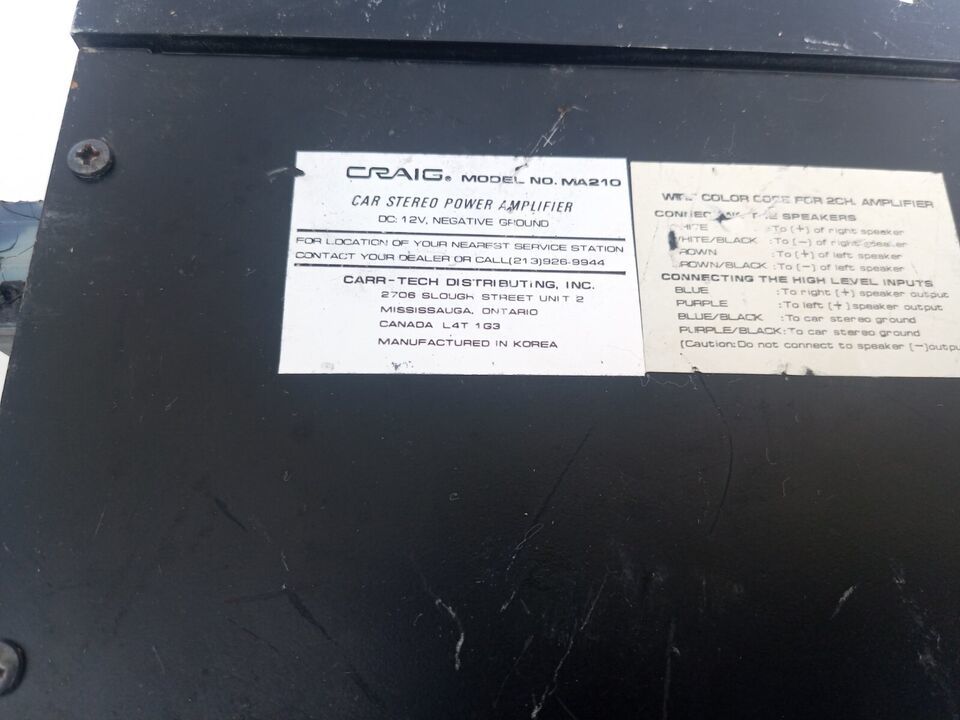 CRAIG® MODEL NO. MA210
CAR STEREO POWER AMPLIFIER
DC: 12V, NEGATIVE GROUND
FOR LOCATION OF YOUR NEAREST SERVICE STATION
CONTACT YOUR DEALER OR CALL(213)926-9944
CARR-TECH DISTRIBUTING, INC.
2706 SLOUGH STREET UNIT 2
MISSISSAUGA, ONTARIO
CANADA L4T 1G3
MANUFACTURED IN KOREA
COLOR CODE FOR 2CH. AMPLIFIER
SPEAKERS
:To (+) of right speaker
WHITE/BLACK :To (-) of right speaker
ROWN :To (+) of left speaker
ROWN/BLACK :To (-) of left speaker
CONNECTING THE HIGH LEVEL INPUTS
BLUE :To right (+) speaker output
PURPLE :To left (+) speaker output
BLUE/BLACK :To car stereo ground
PURPLE/BLACK:To car stereo ground
(Caution:Do not connect to speaker (-)outpu